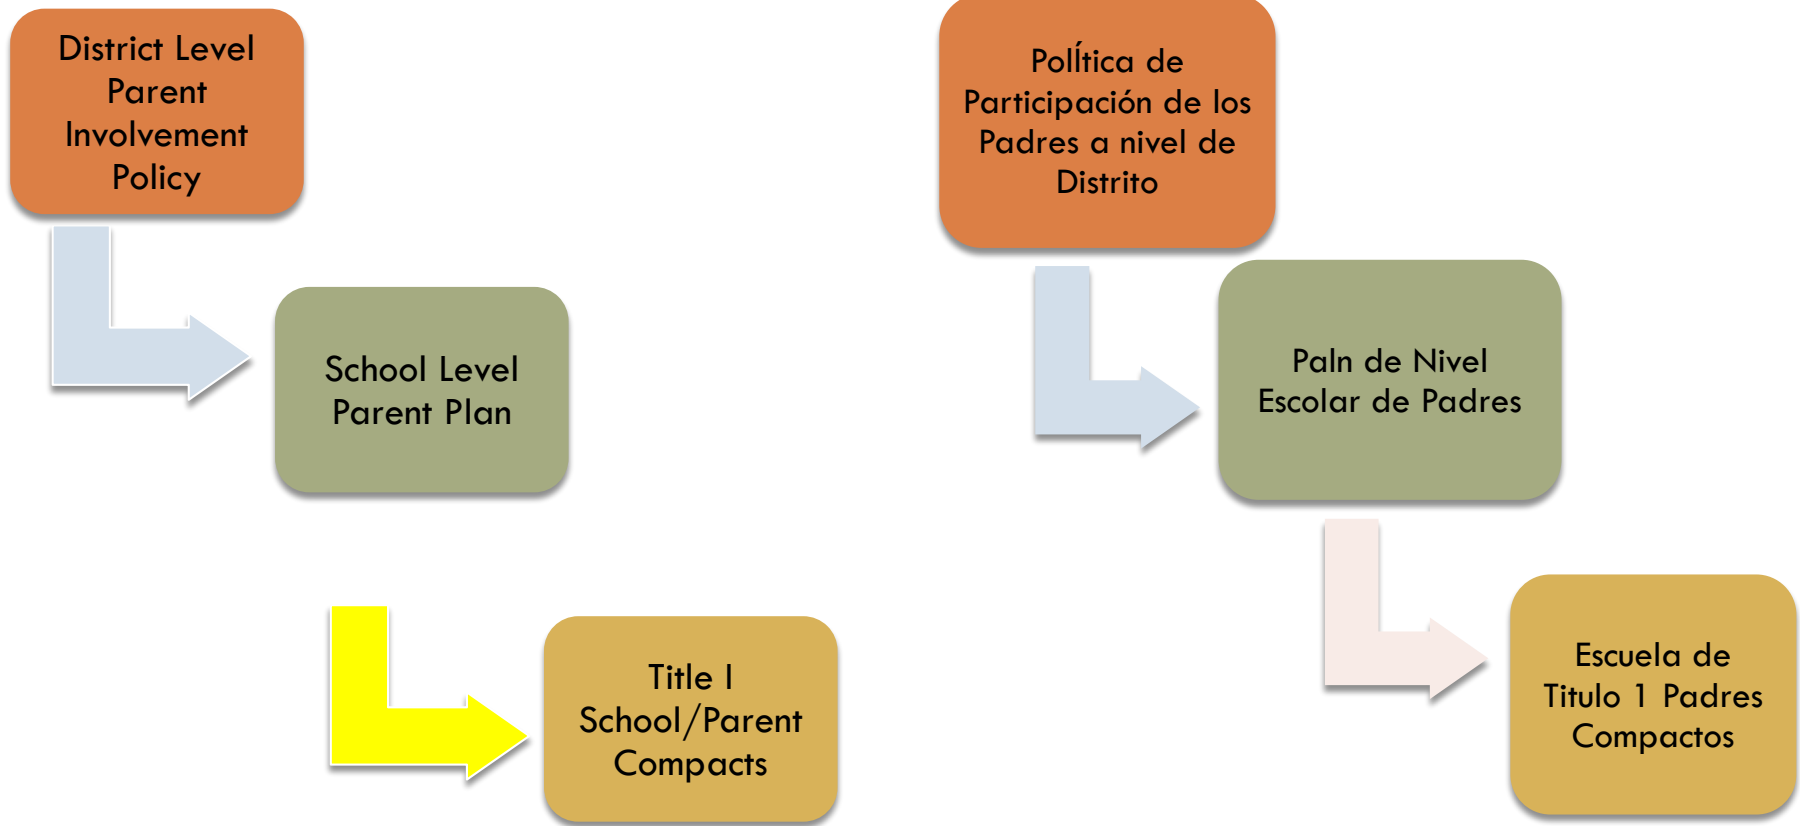 District Level
Parent
Involvement
Policy
School Level
Parent Plan
Title I
School/Parent
Compacts
PolÍtica de
Participación de los
Padres a nivel de
Distrito
Paln de Nivel
Escolar de Padres
Escuela de
Titulo 1 Padres
Compactos